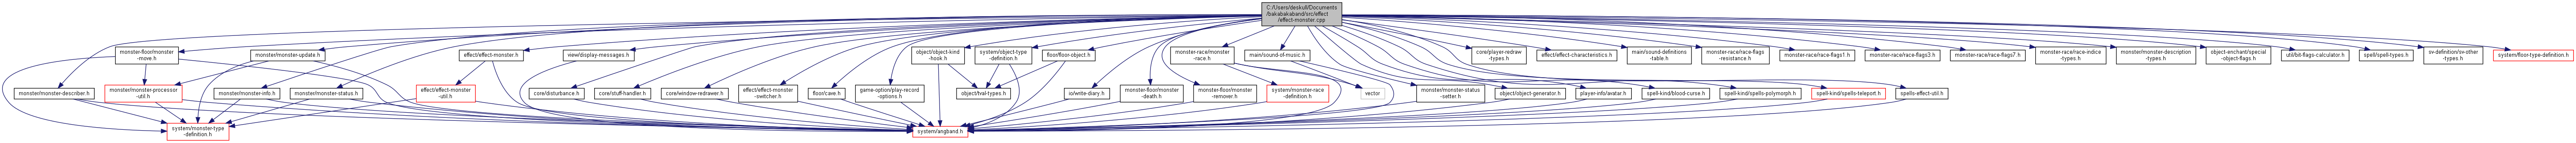 C:/Users/deskull/Documents
/bakabakaband/src/effect
/effect-monster.cpp
monster-floor/monster
-move.h
monster/monster-update.h
effect/effect-monster.h
view/display-messages.h
object/object-kind
-hook.h
system/object-type
-definition.h
floor/floor-object.h
monster-race/monster
-race.h
main/sound-of-music.h
core/player-redraw
-types.h
effect/effect-characteristics.h
main/sound-definitions
-table.h
monster-race/race-flags
-resistance.h
monster-race/race-flags1.h
monster-race/race-flags3.h
monster-race/race-flags7.h
monster-race/race-indice
-types.h
monster/monster-description
-types.h
object-enchant/special
-object-flags.h
util/bit-flags-calculator.h
spell/spell-types.h
sv-definition/sv-other
-types.h
system/floor-type-definition.h
monster/monster-describer.h
monster/monster-processor
-util.h
monster/monster-info.h
monster/monster-status.h
effect/effect-monster
-util.h
core/disturbance.h
core/stuff-handler.h
core/window-redrawer.h
effect/effect-monster
-switcher.h
floor/cave.h
game-option/play-record
-options.h
object/tval-types.h
io/write-diary.h
monster-floor/monster
-death.h
monster-floor/monster
-remover.h
system/monster-race
-definition.h
vector
monster/monster-status
-setter.h
object/object-generator.h
player-info/avatar.h
spell-kind/blood-curse.h
spell-kind/spells-polymorph.h
spell-kind/spells-teleport.h
spells-effect-util.h
system/monster-type
-definition.h
system/angband.h